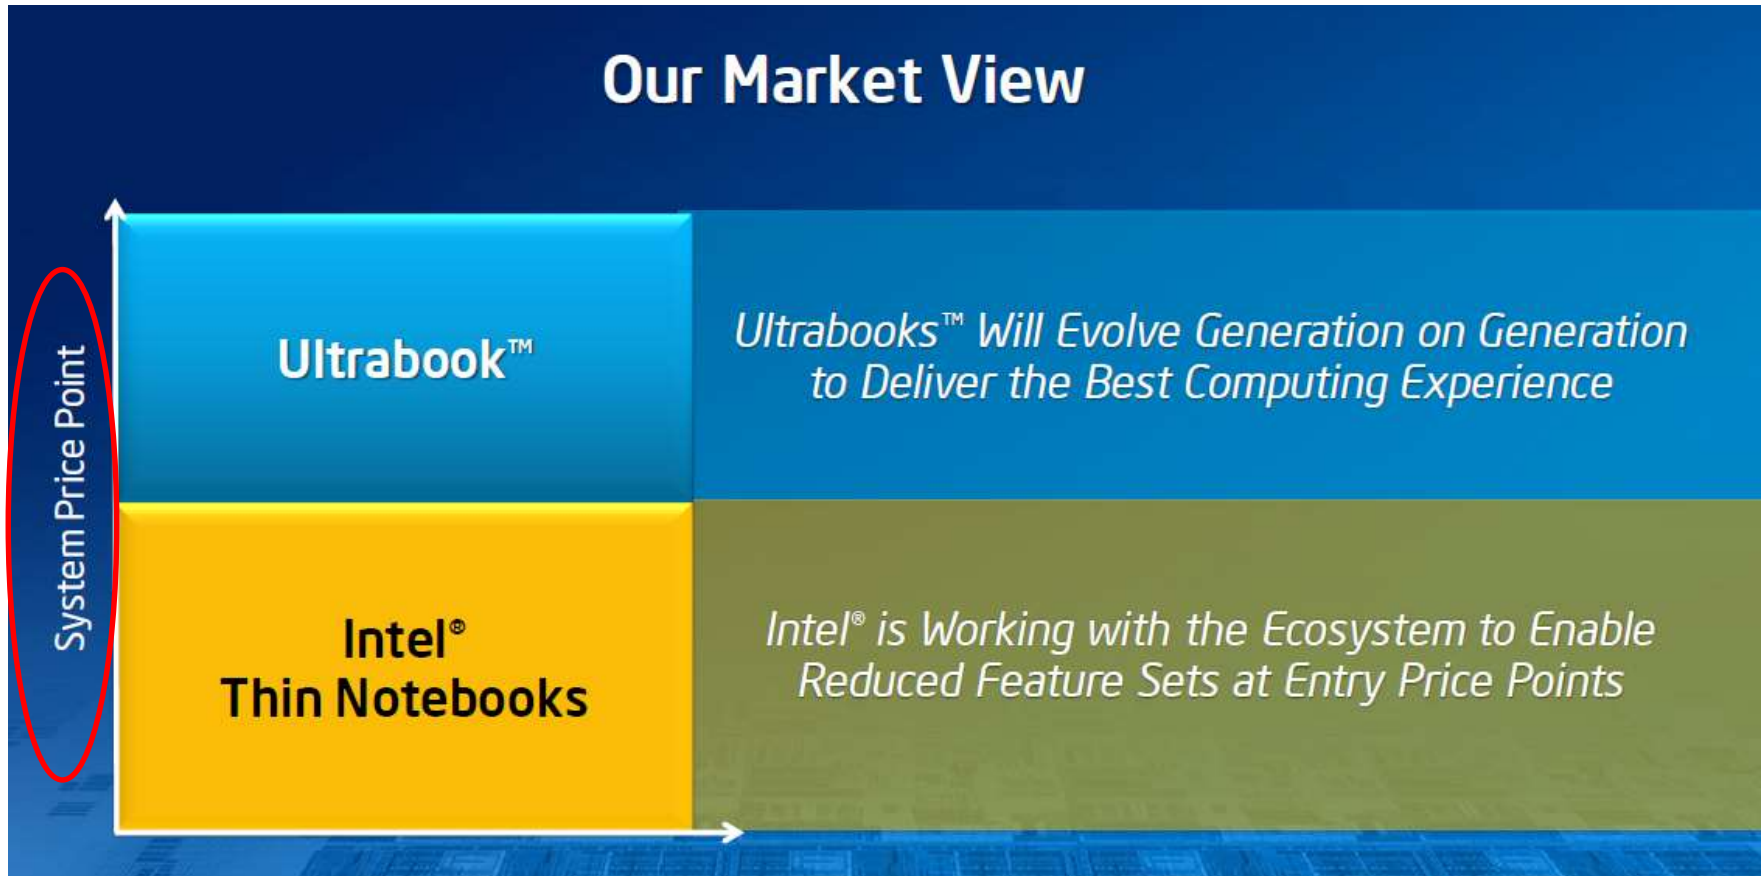 Our Market View
System Price Point
Ultrabook™
Ultrabooks™ Will Evolve Generation on Generation
to Deliver the Best Computing Experience
Intel®
Thin Notebooks
Intel® is Working with the Ecosystem to Enable
Reduced Feature Sets at Entry Price Points